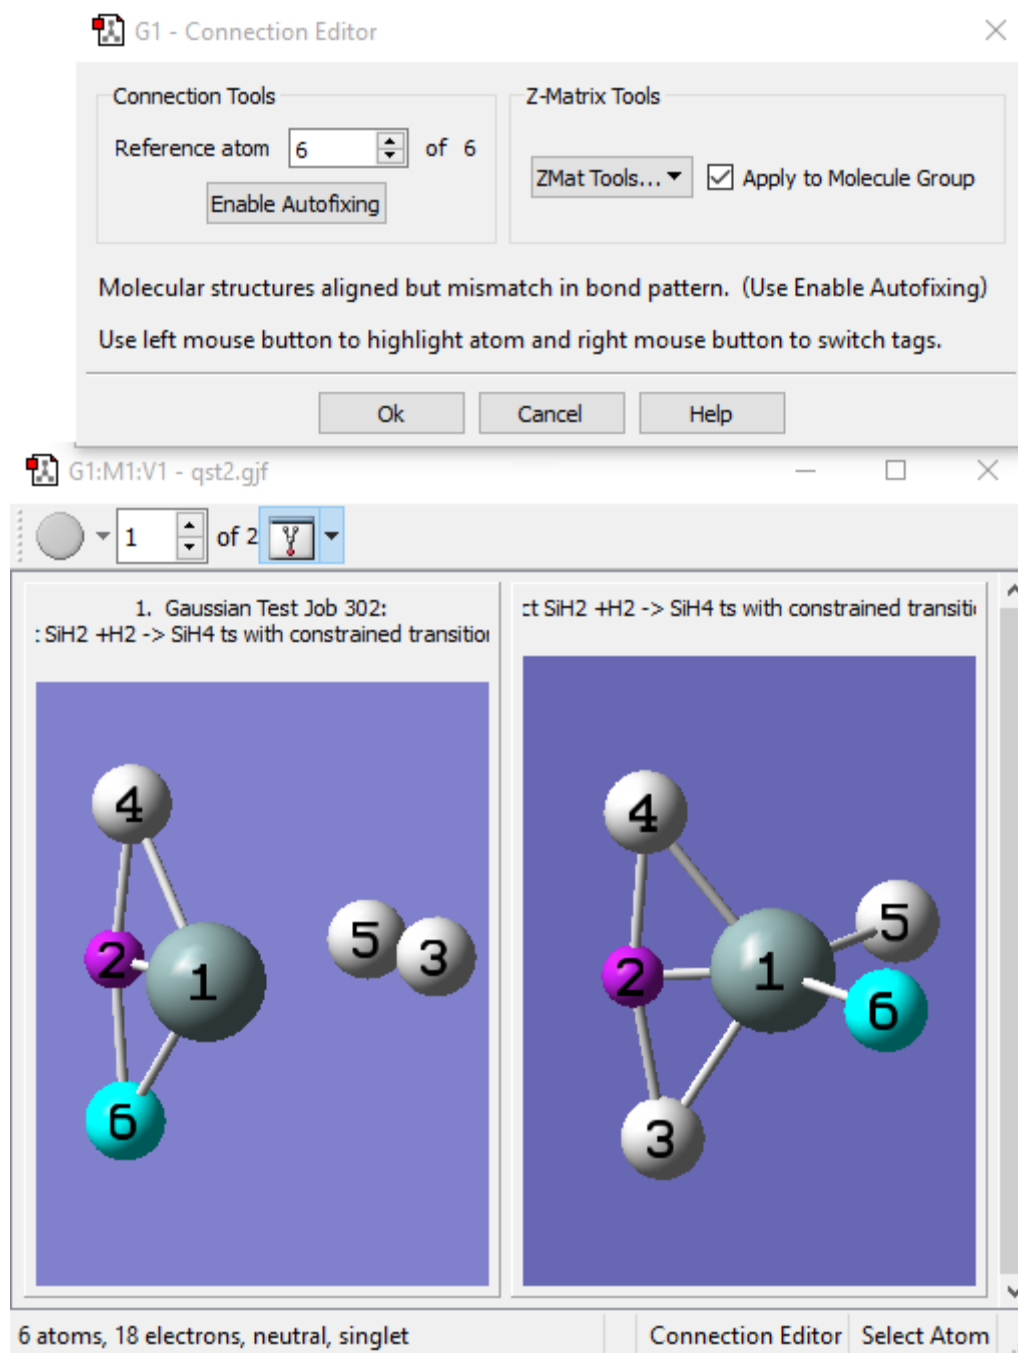 G1 - Connection Editor
Connection Tools
Z-Matrix Tools
Reference atom 6 of 6
ZMat Tools... Apply to Molecule Group
Enable Autofixing
Molecular structures aligned but mismatch in bond pattern. (Use Enable Autofixing)
Use left mouse button to highlight atom and right mouse button to switch tags.
Ok
Cancel
Help
G1:M1:V1 - qst2.gjf
1 of 2
1. Gaussian Test Job 302:
: SiH2 +H2 -> SiH4 ts with constrained transition
4
2
1
5
3
6
ct SiH2 +H2 -> SiH4 ts with constrained transiti
4
2
1
5
6
3
6 atoms, 18 electrons, neutral, singlet
Connection Editor
Select Atom